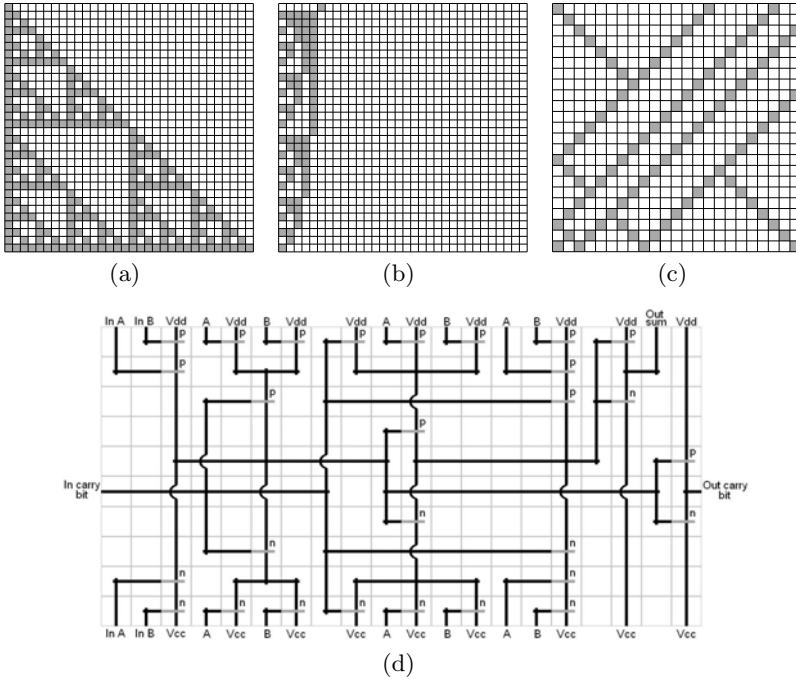 (a) (b) (c)
In A In B Vdd A Vdd B Vdd Vdd A Vdd B Vdd A B Vdd Vdd Out sum Vdd
p p p p p p p p
p p
p p n
p
p
In carry bit
Out carry bit
n n
n n
n n
n n n n n n n
In A In B Vcc A Vcc B Vcc Vcc A Vcc B Vcc A B Vcc Vcc Vcc
(d)